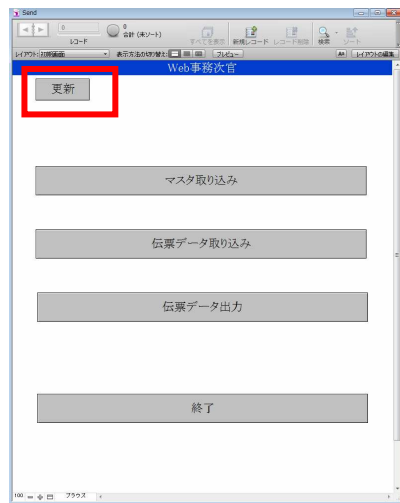 Send
0
レコード
0
合計 (未ソート)
すべてを表示
新規レコード
レコード削除
検索
ソート
レイアウト: 初期画面
表示方法の切り替え:
プレビュー
Aa
レイアウトの編集
Web事務次官
更新
マスタ取り込み
伝票データ取り込み
伝票データ出力
終了
100
ブラウズ